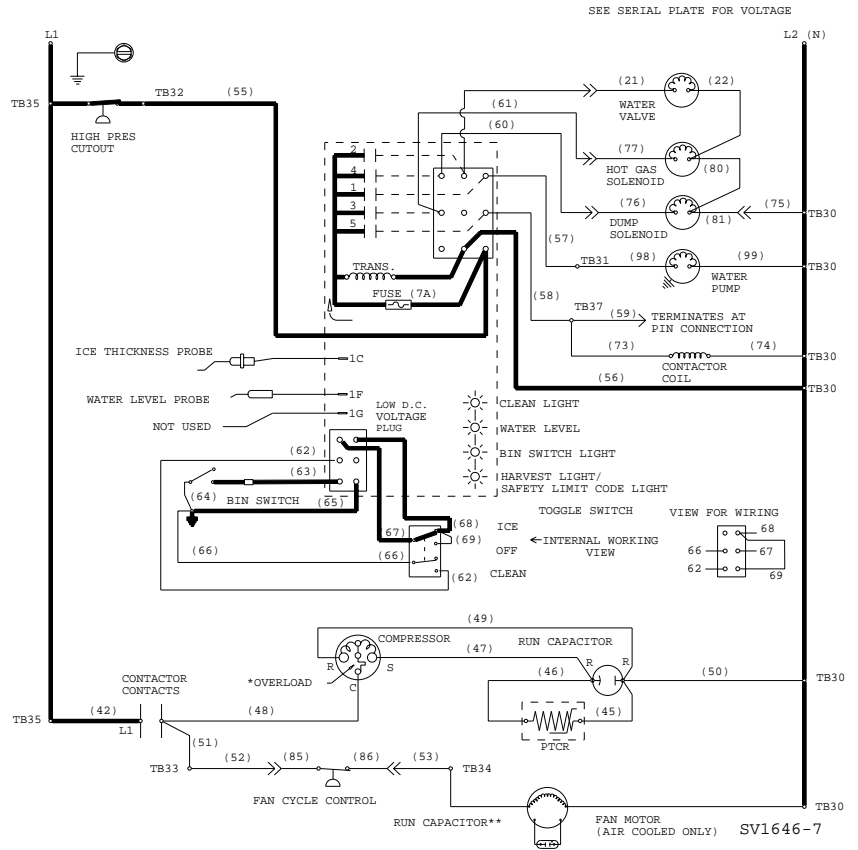 SEE SERIAL PLATE FOR VOLTAGE
L1
L2 (N)
TB35
TB32
(55)
HIGH PRES
CUTOUT
(21)
(22)
WATER
VALVE
(61)
(60)
(77)
(80)
HOT GAS
SOLENOID
(76)
(81)
(75)
DUMP
SOLENOID
TB30
2
4
1
3
5
(57)
TB31
(98)
(99)
TB30
WATER
PUMP
TRANS.
FUSE (7A)
(58)
TB37
(59)
TERMINATES AT
PIN CONNECTION
(73)
(74)
TB30
CONTACTOR
COIL
(56)
TB30
ICE THICKNESS PROBE
1C
WATER LEVEL PROBE
1F
NOT USED
1G
LOW D.C.
VOLTAGE
PLUG
CLEAN LIGHT
WATER LEVEL
BIN SWITCH LIGHT
HARVEST LIGHT/
SAFETY LIMIT CODE LIGHT
(62)
(63)
(64)
BIN SWITCH
(65)
(66)
(67)
(68)
(69)
(66)
(62)
TOGGLE SWITCH
ICE
OFF
CLEAN
INTERNAL WORKING
VIEW
VIEW FOR WIRING
68
66
67
62
69
(49)
COMPRESSOR
(47)
RUN CAPACITOR
R
S
C
*OVERLOAD
R
R
(46)
(50)
TB30
(45)
PTCR
CONTACTOR
CONTACTS
TB35
(42)
L1
(48)
(51)
TB33
(52)
(85)
(86)
(53)
TB34
FAN CYCLE CONTROL
RUN CAPACITOR**
FAN MOTOR
(AIR COOLED ONLY)
TB30
SV1646-7